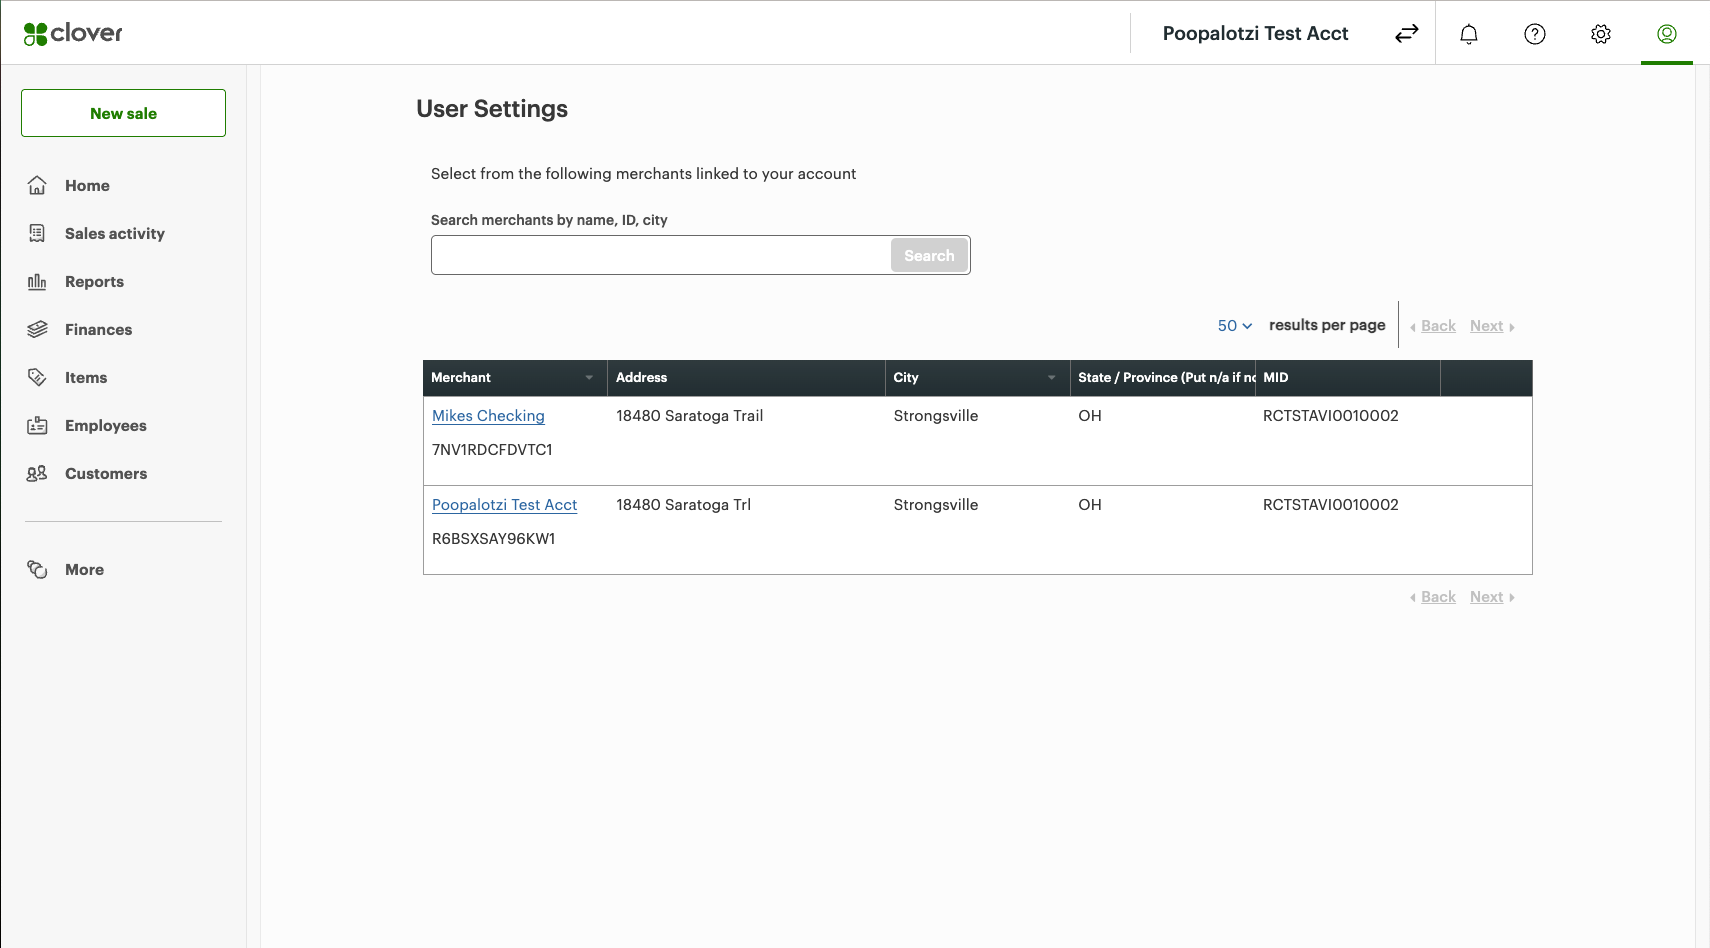 clover
Poopalotzi Test Acct
New sale
Home
Sales activity
Reports
Finances
Items
Employees
Customers
More
User Settings
Select from the following merchants linked to your account
Search merchants by name, ID, city
Search
50 results per page Back Next
Merchant Address City State / Province (Put n/a if no MID
Mikes Checking 18480 Saratoga Trail Strongsville OH RCTSTAVI0010002
7NV1RDCFDVTC1
Poopalotzi Test Acct 18480 Saratoga Trl Strongsville OH RCTSTAVI0010002
R6BSXSAY96KW1
Back Next